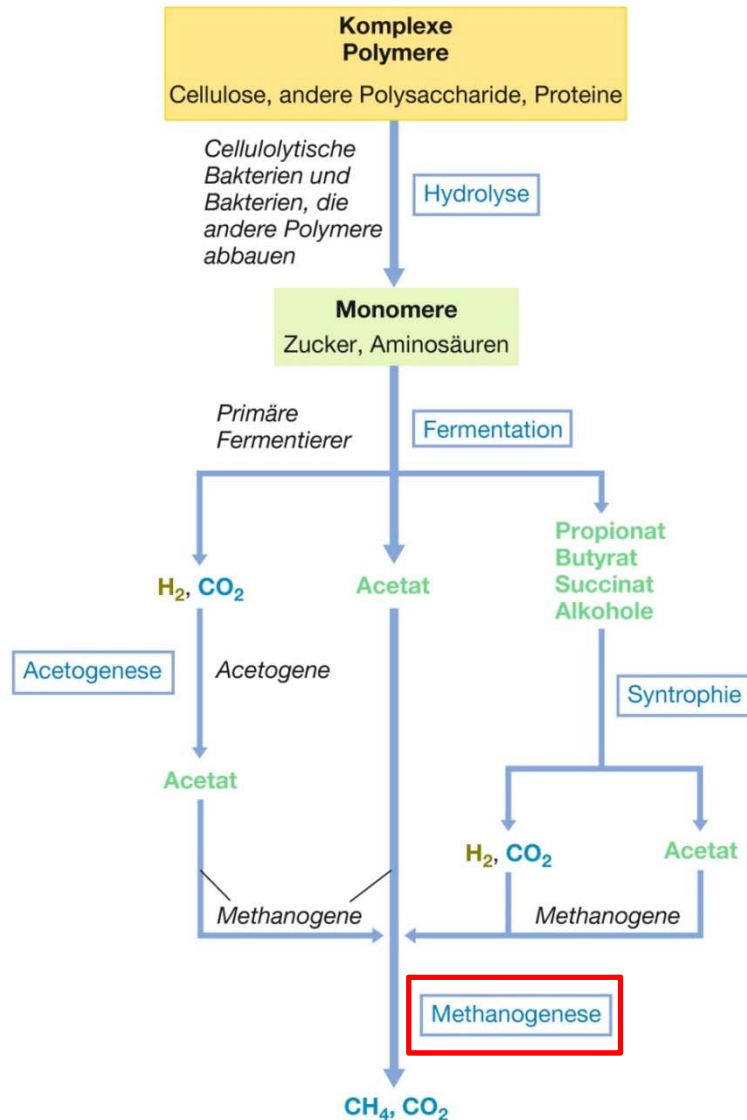 Komplexe
Polymere
Cellulose, andere Polysaccharide, Proteine
Cellulolytische
Bakterien und
Bakterien, die
andere Polymere
abbauen
Hydrolyse
Monomere
Zucker, Aminosäuren
Primäre
Fermentierer
Fermentation
H₂, CO₂
Acetat
Propionat
Butyrat
Succinat
Alkohole
Acetogenese
Acetogene
Syntrophie
Acetat
H₂, CO₂
Acetat
Methanogene
Methanogene
Methanogenese
CH₄, CO₂